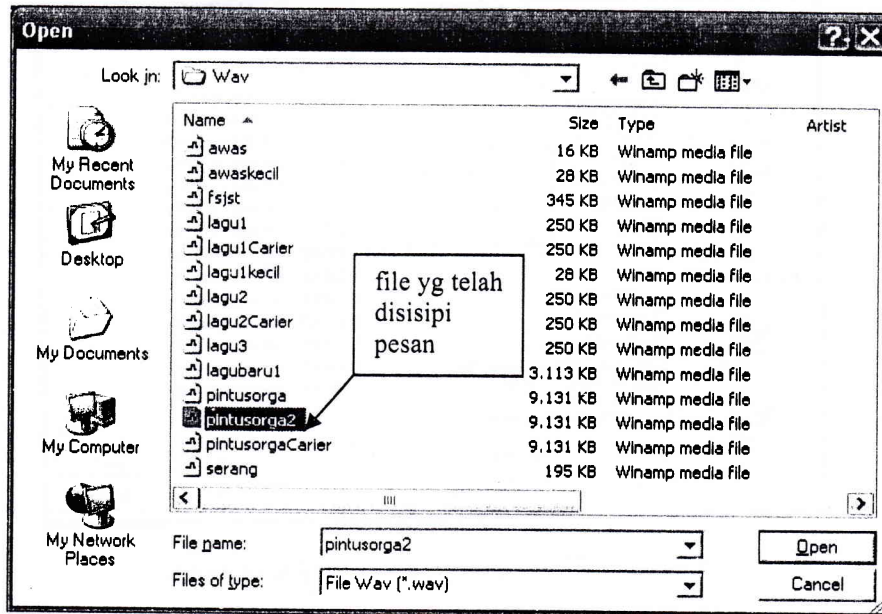 Open
Look in: Wav
Name Size Type Artist
awas 16 KB Winamp media file
awaskecil 28 KB Winamp media file
fsjst 345 KB Winamp media file
lagu1 250 KB Winamp media file
lagu1Carier 250 KB Winamp media file
lagu1kecil 28 KB Winamp media file
lagu2 250 KB Winamp media file
lagu2Carier 250 KB Winamp media file
lagu3 250 KB Winamp media file
lagubaru1 3.113 KB Winamp media file
pintusorga 9.131 KB Winamp media file
pintusorga2 9.131 KB Winamp media file
pintusorgaCarier 9.131 KB Winamp media file
serang 195 KB Winamp media file
file yg telah
disisipi
pesan
My Recent
Documents
Desktop
My Documents
My Computer
My Network
Places
File name: pintusorga2 Open
Files of type: File Wav (*.wav) Cancel